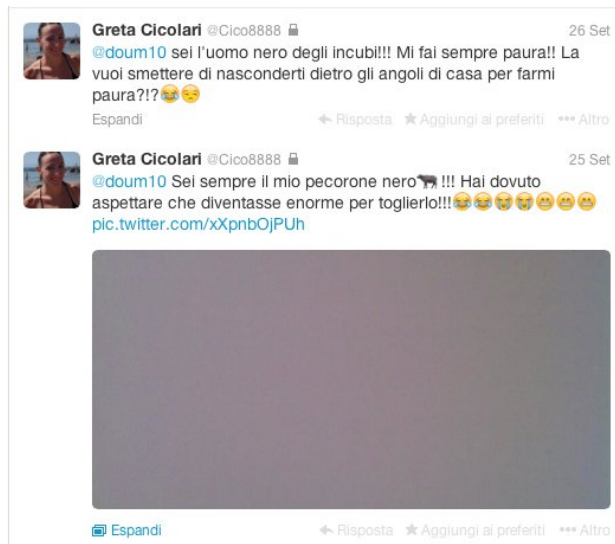 Greta Cicolari @Cico8888 26 Set
@doum10 sei l'uomo nero degli incubi!!! Mi fai sempre paura!! La
vuoi smettere di nasconderti dietro gli angoli di casa per farmi
paura?!?😂😒
Espandi Risposta Aggiungi ai preferiti Altro
Greta Cicolari @Cico8888 25 Set
@doum10 Sei sempre il mio pecorone nero🐃 !!! Hai dovuto
aspettare che diventasse enorme per toglierlo!!!😂😂😭😭😁😁😁
pic.twitter.com/xXpnbOjPUh
Espandi Risposta Aggiungi ai preferiti Altro